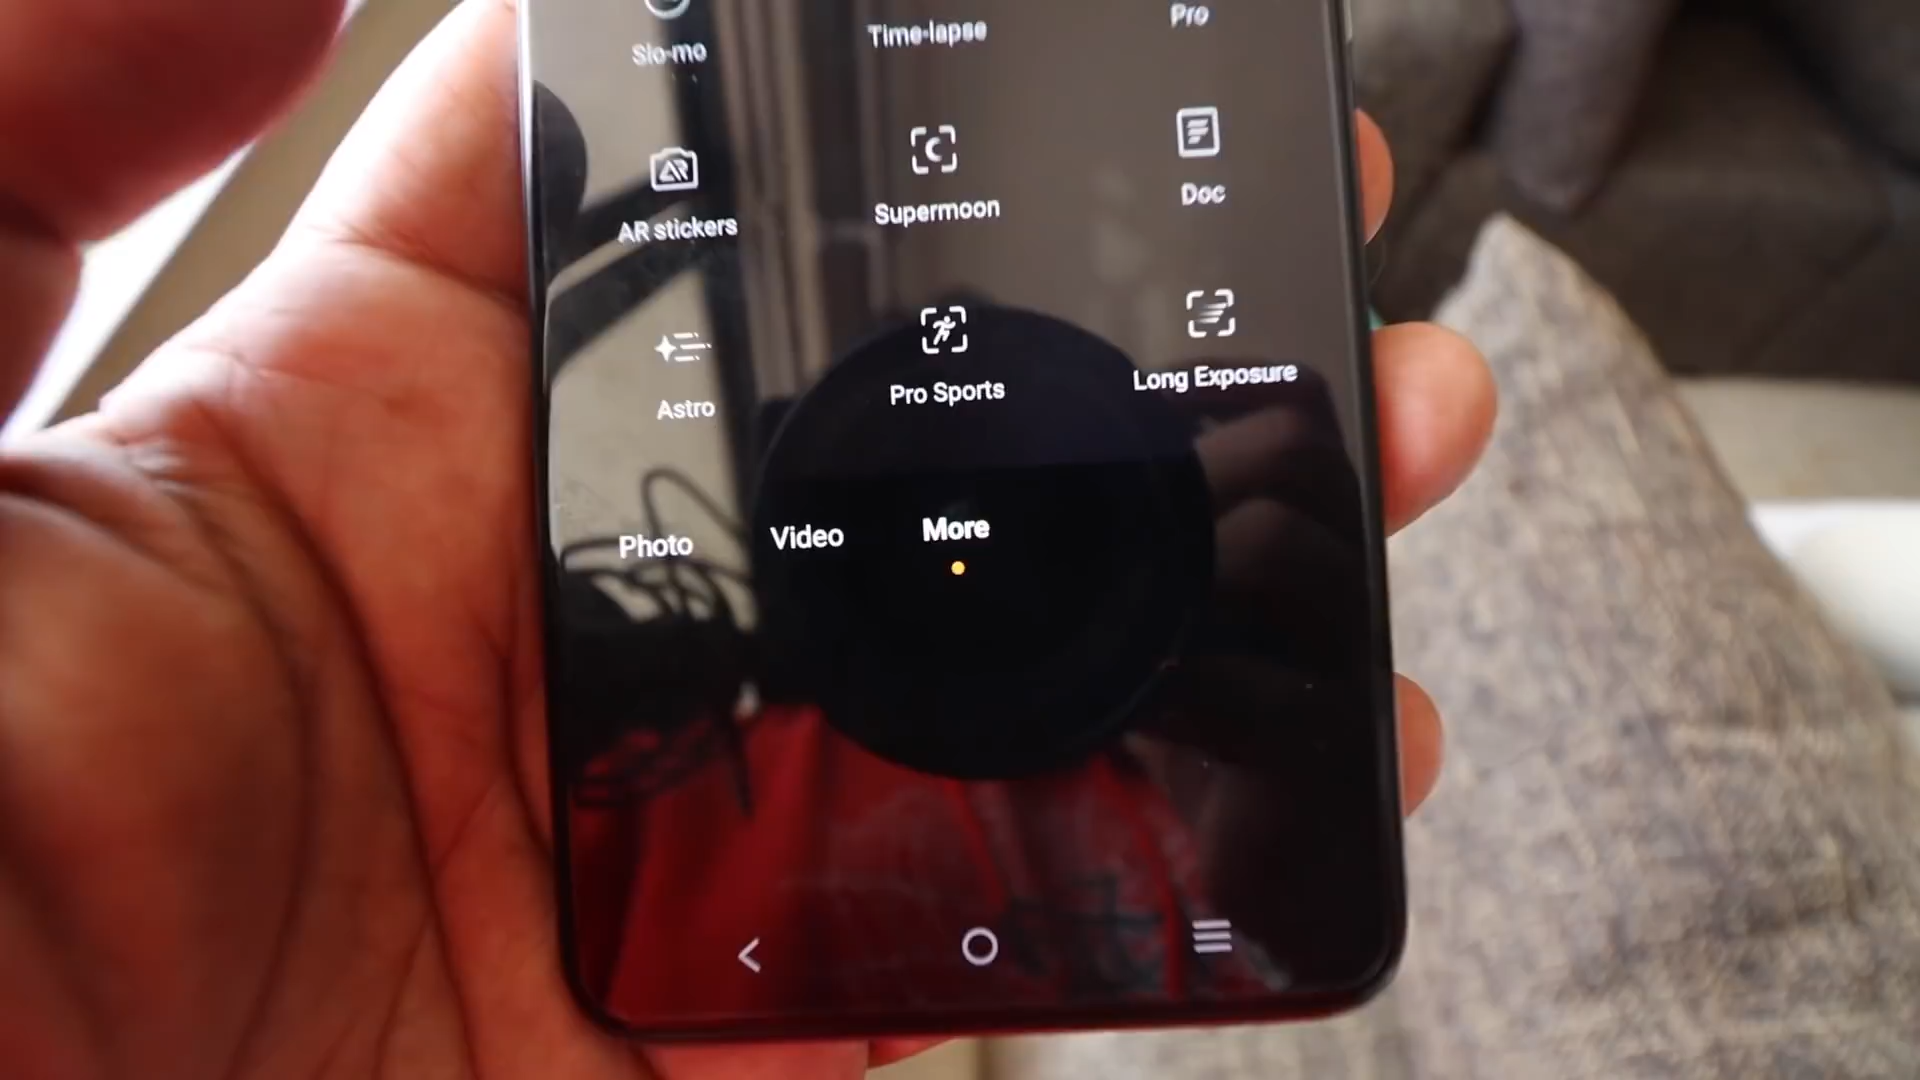 Slo-mo Time-lapse Pro
AR stickers Supermoon Doc
Astro Pro Sports Long Exposure
Photo Video More